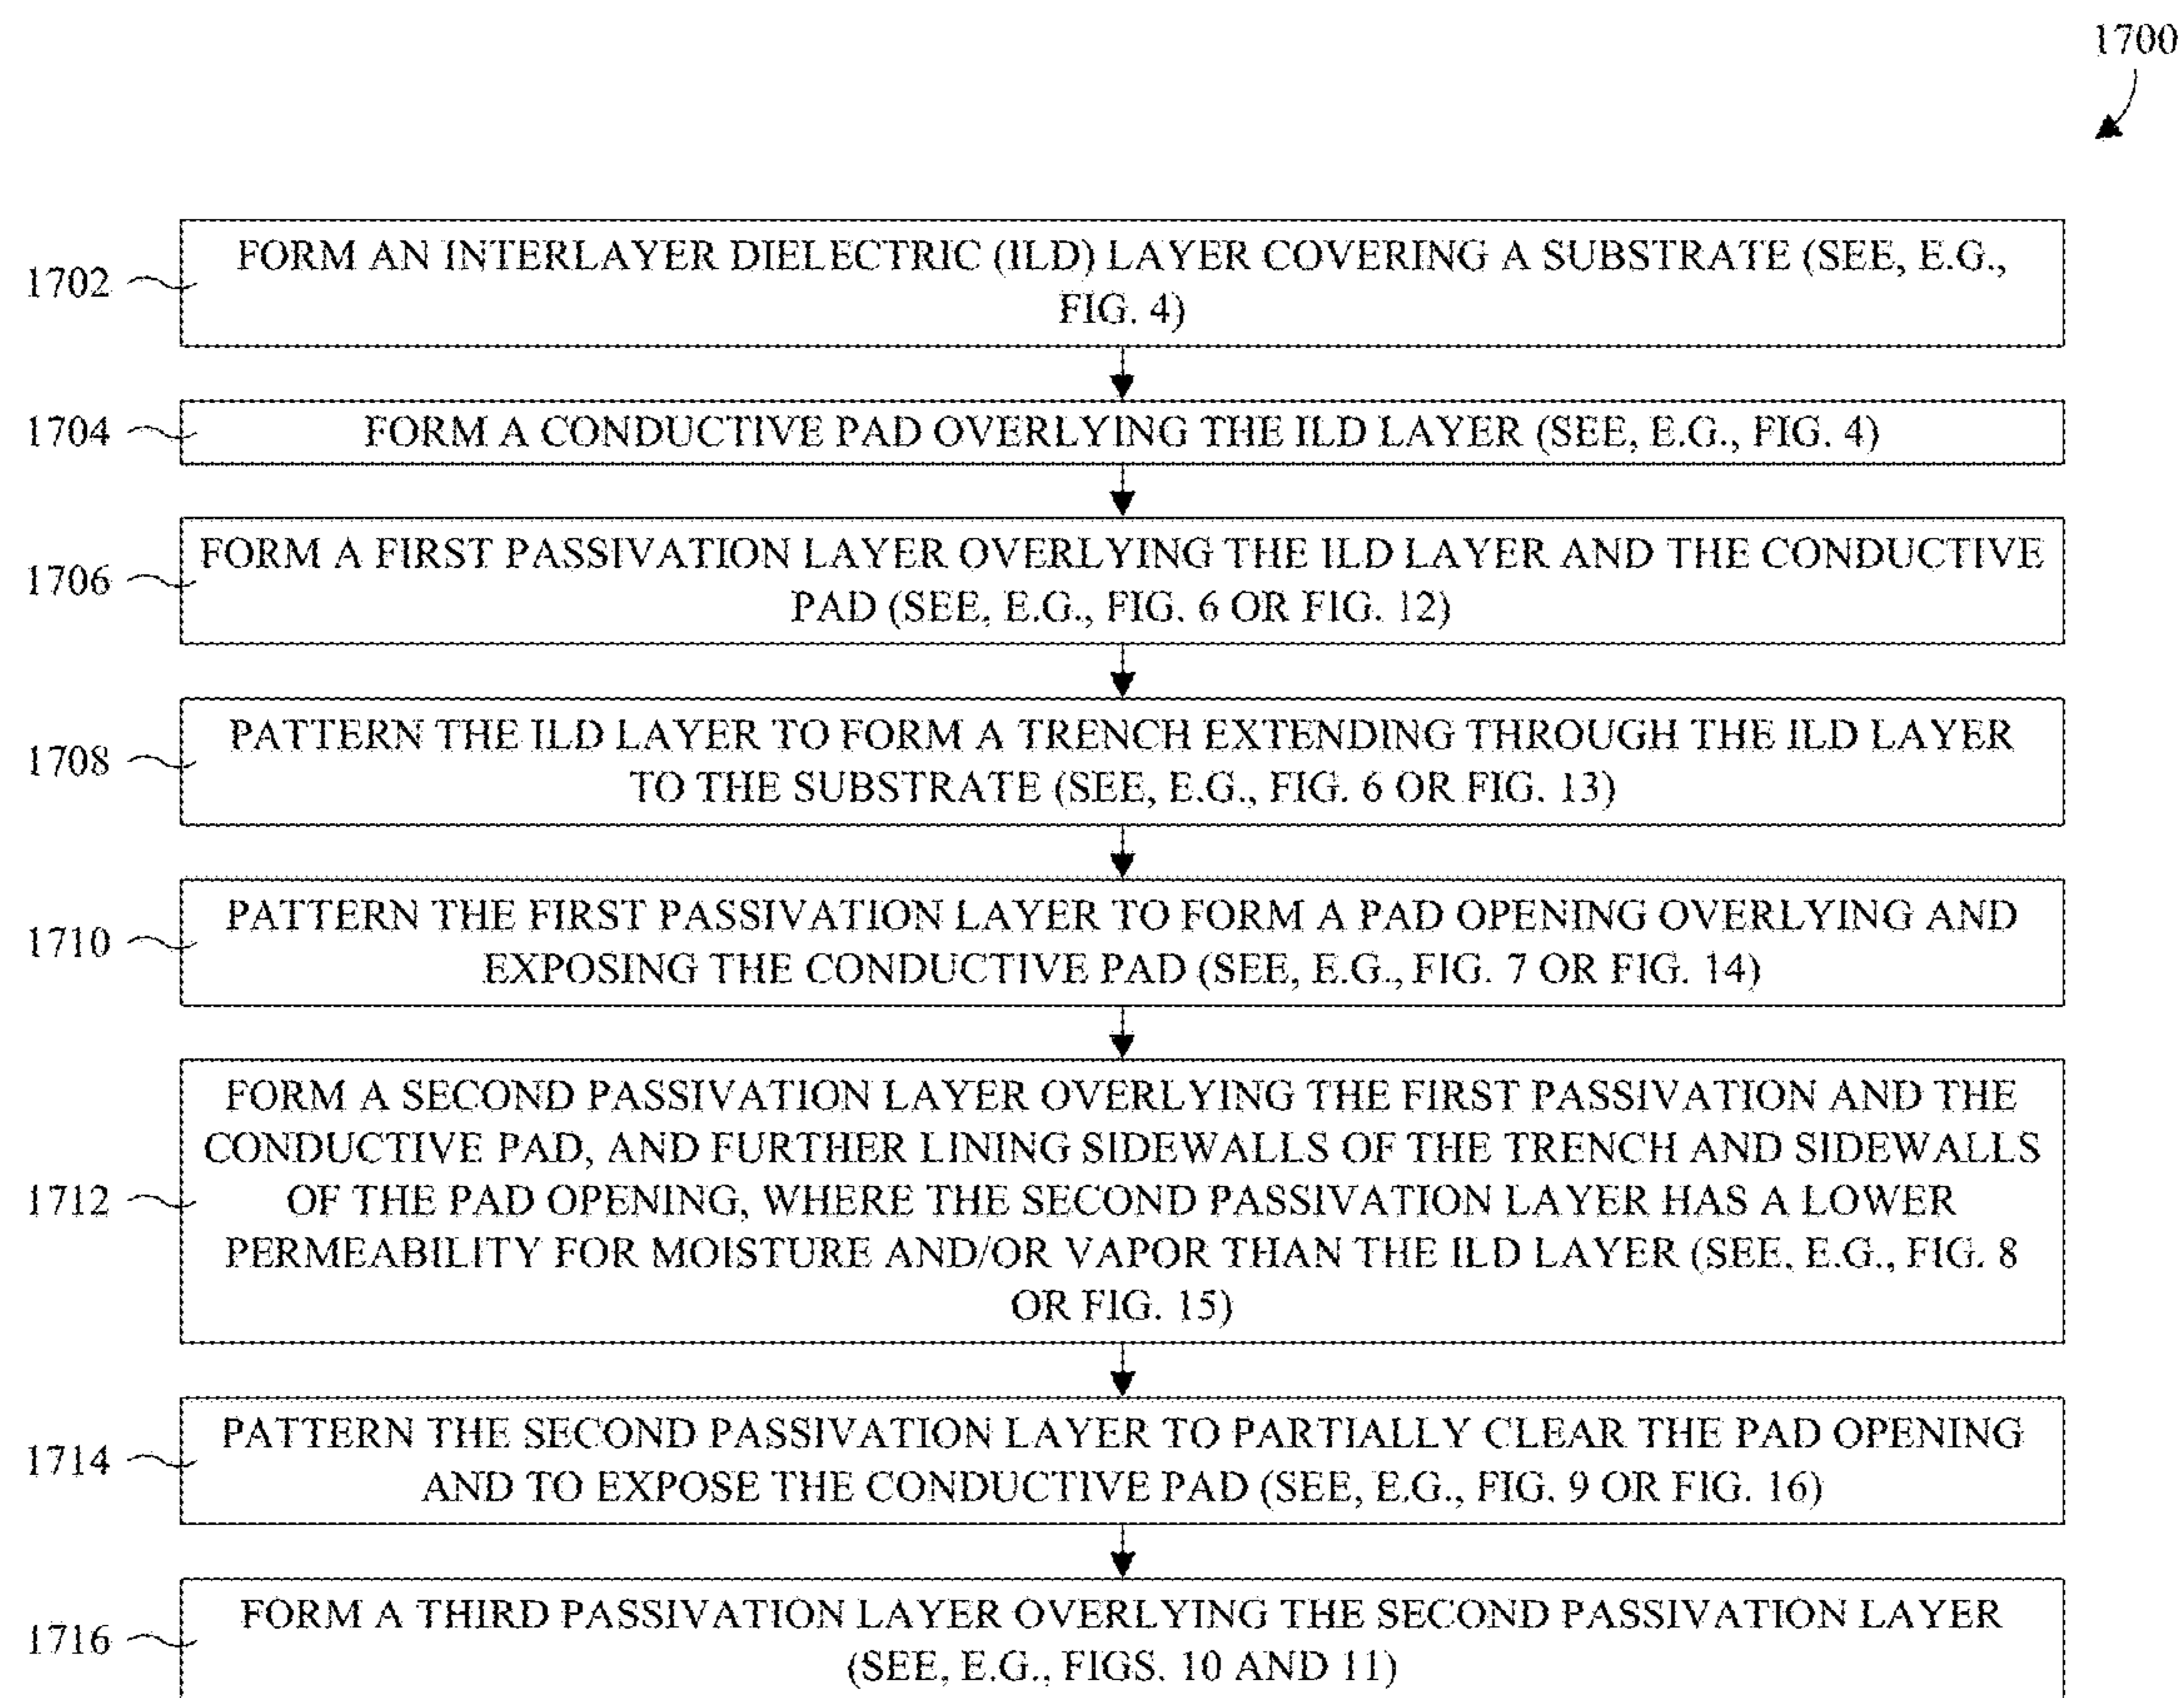 1700
1702
FORM AN INTERLAYER DIELECTRIC (ILD) LAYER COVERING A SUBSTRATE (SEE, E.G.,
FIG. 4)
1704
FORM A CONDUCTIVE PAD OVERLYING THE ILD LAYER (SEE, E.G., FIG. 4)
1706
FORM A FIRST PASSIVATION LAYER OVERLYING THE ILD LAYER AND THE CONDUCTIVE
PAD (SEE, E.G., FIG. 6 OR FIG. 12)
1708
PATTERN THE ILD LAYER TO FORM A TRENCH EXTENDING THROUGH THE ILD LAYER
TO THE SUBSTRATE (SEE, E.G., FIG. 6 OR FIG. 13)
1710
PATTERN THE FIRST PASSIVATION LAYER TO FORM A PAD OPENING OVERLYING AND
EXPOSING THE CONDUCTIVE PAD (SEE, E.G., FIG. 7 OR FIG. 14)
1712
FORM A SECOND PASSIVATION LAYER OVERLYING THE FIRST PASSIVATION AND THE
CONDUCTIVE PAD, AND FURTHER LINING SIDEWALLS OF THE TRENCH AND SIDEWALLS
OF THE PAD OPENING, WHERE THE SECOND PASSIVATION LAYER HAS A LOWER
PERMEABILITY FOR MOISTURE AND/OR VAPOR THAN THE ILD LAYER (SEE, E.G., FIG. 8
OR FIG. 15)
1714
PATTERN THE SECOND PASSIVATION LAYER TO PARTIALLY CLEAR THE PAD OPENING
AND TO EXPOSE THE CONDUCTIVE PAD (SEE, E.G., FIG. 9 OR FIG. 16)
1716
FORM A THIRD PASSIVATION LAYER OVERLYING THE SECOND PASSIVATION LAYER
(SEE, E.G., FIGS. 10 AND 11)